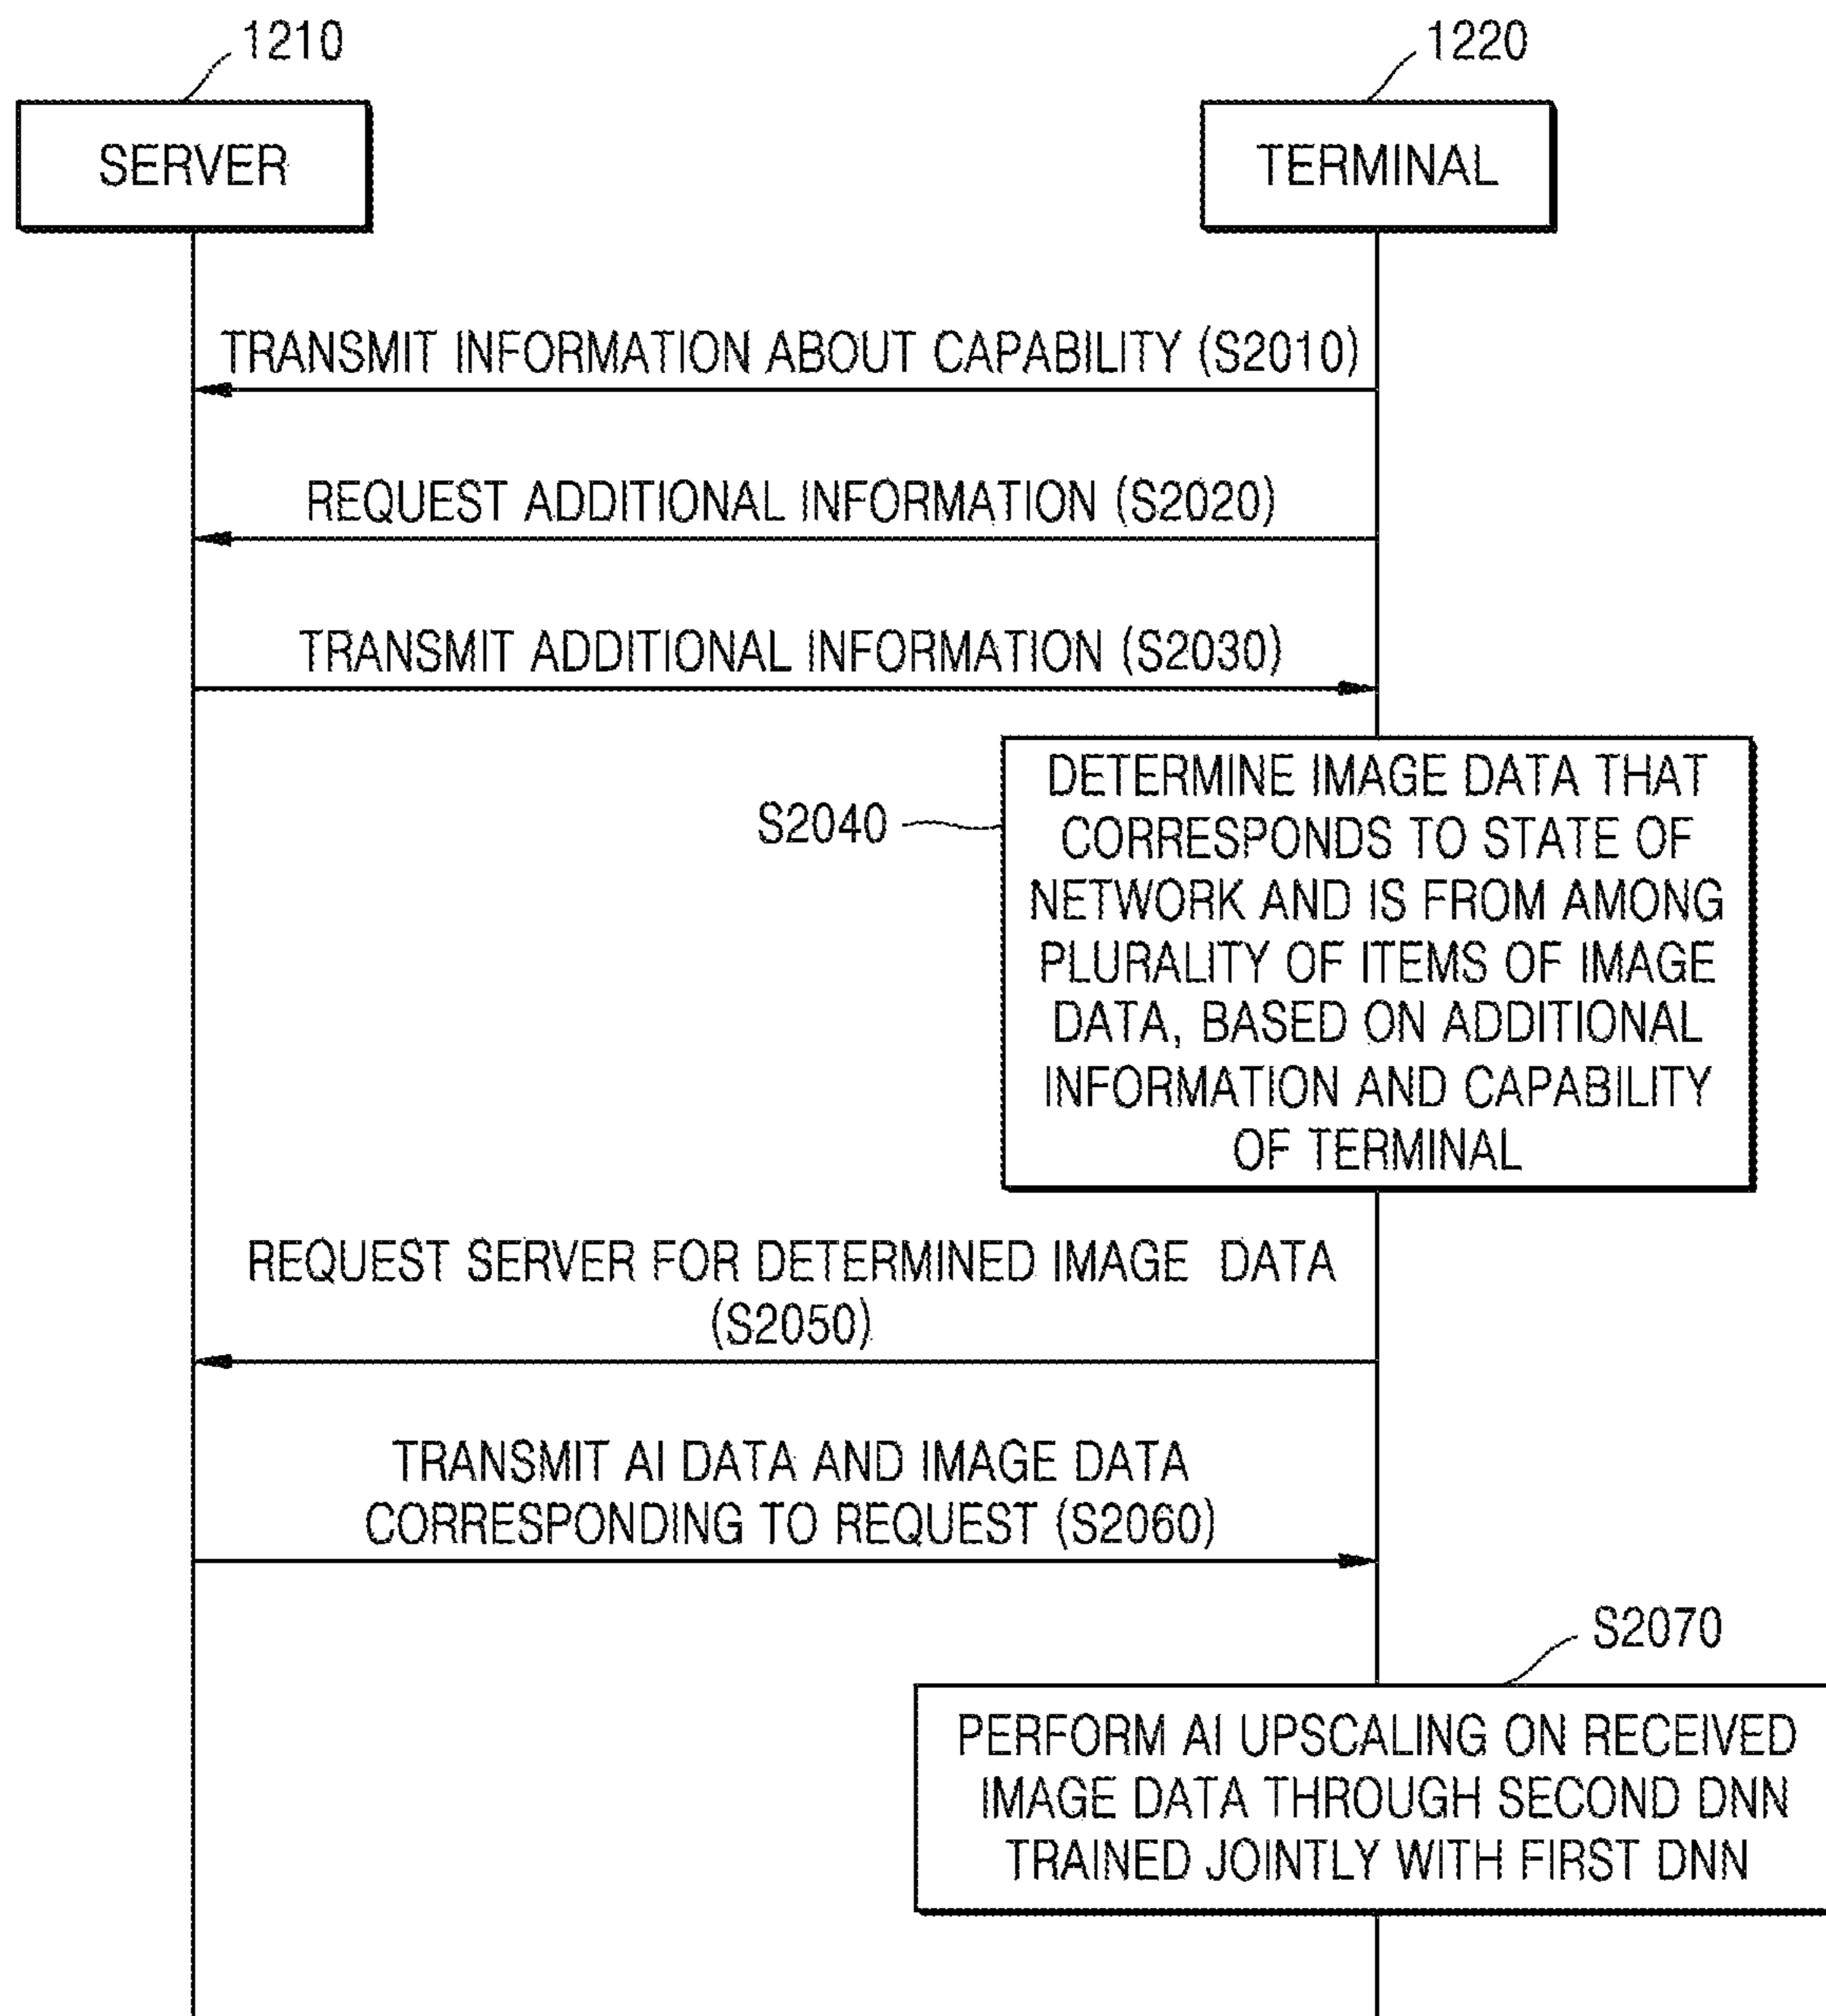 1210
1220
SERVER
TERMINAL
TRANSMIT INFORMATION ABOUT CAPABILITY (S2010)
REQUEST ADDITIONAL INFORMATION (S2020)
TRANSMIT ADDITIONAL INFORMATION (S2030)
S2040
DETERMINE IMAGE DATA THAT
CORRESPONDS TO STATE OF
NETWORK AND IS FROM AMONG
PLURALITY OF ITEMS OF IMAGE
DATA, BASED ON ADDITIONAL
INFORMATION AND CAPABILITY
OF TERMINAL
REQUEST SERVER FOR DETERMINED IMAGE DATA
(S2050)
TRANSMIT AI DATA AND IMAGE DATA
CORRESPONDING TO REQUEST (S2060)
S2070
PERFORM AI UPSCALING ON RECEIVED
IMAGE DATA THROUGH SECOND DNN
TRAINED JOINTLY WITH FIRST DNN